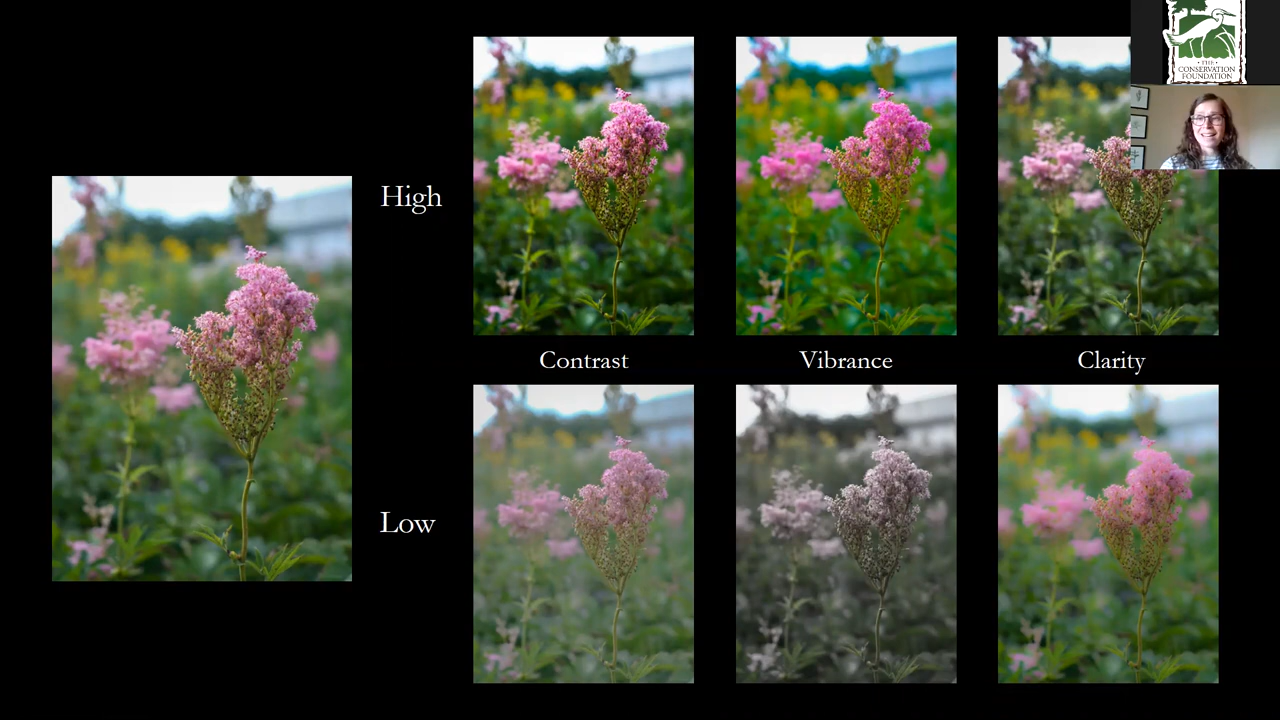 THE
CONSERVATION
FOUNDATION
High
Contrast
Vibrance
Clarity
Low